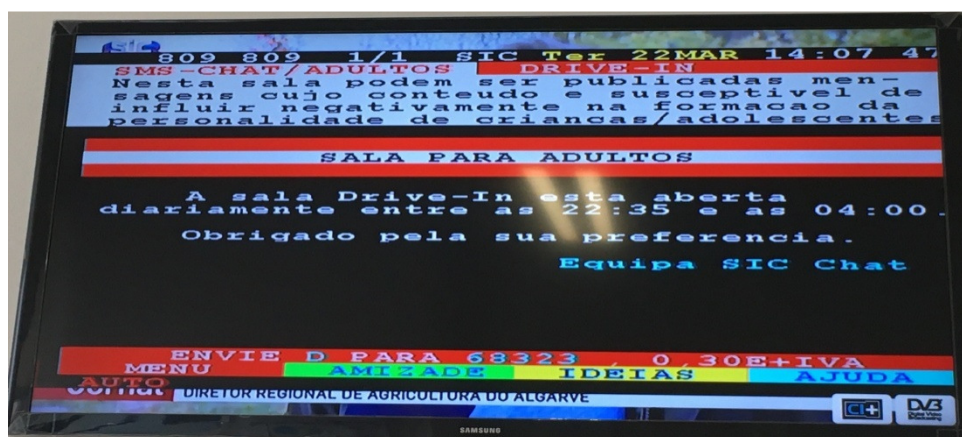 SIC
809 809 1/1 SIC Ter 22MAR 14:07 47
SMS-CHAT/ADULTOS DRIVE-IN
Nesta sala podem ser publicadas men-
sagens cujo conteudo e susceptivel de
influir negativamente na formacao da
personalidade de criancas/adolescentes
SALA PARA ADULTOS
A sala Drive-In esta aberta
diariamente entre as 22:35 e as 04:00.
Obrigado pela sua preferencia.
Equipa SIC Chat
ENVIE D PARA 68323 , 0,30E+IVA
MENU AMIZADE IDEIAS AJUDA
AUTO
Jornal DIRETOR REGIONAL DE AGRICULTURA DO ALGARVE
CI+ DVB
SAMSUNG